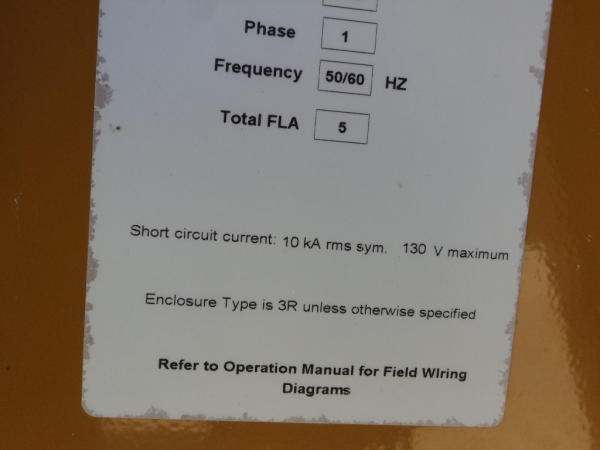 Phase 1
Frequency 50/60 HZ
Total FLA 5
Short circuit current: 10 kA rms sym. 130 V maximum
Enclosure Type is 3R unless otherwise specified
Refer to Operation Manual for Field WIring
Diagrams